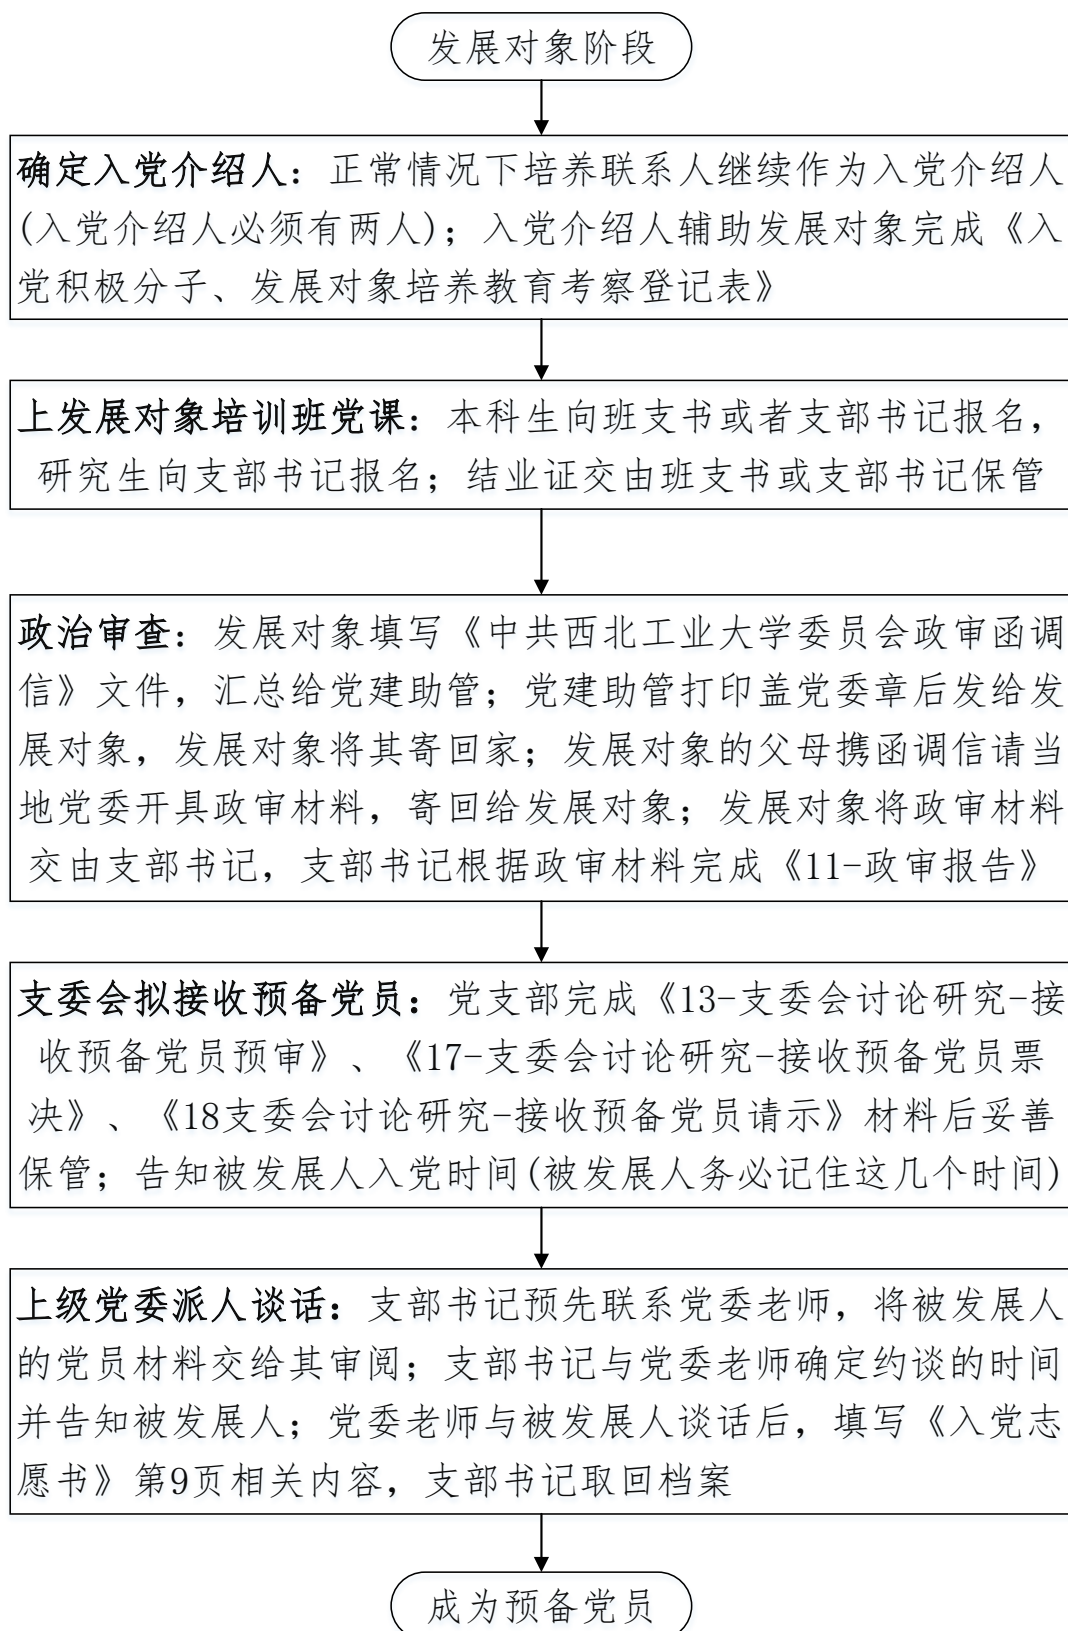 发展对象阶段
确定入党介绍人：正常情况下培养联系人继续作为入党介绍人
(入党介绍人必须有两人)；入党介绍人辅助发展对象完成《入
党积极分子、发展对象培养教育考察登记表》
上发展对象培训班党课：本科生向班支书或者支部书记报名，
研究生向支部书记报名；结业证交由班支书或支部书记保管
政治审查：发展对象填写《中共西北工业大学委员会政审函调
信》文件，汇总给党建助管；党建助管打印盖党委章后发给发
展对象，发展对象将其寄回家；发展对象的父母携函调信请当
地党委开具政审材料，寄回给发展对象；发展对象将政审材料
交由支部书记，支部书记根据政审材料完成《11-政审报告》
支委会拟接收预备党员：党支部完成《13-支委会讨论研究-接
收预备党员预审》、《17-支委会讨论研究-接收预备党员票
决》、《18支委会讨论研究-接收预备党员请示》材料后妥善
保管；告知被发展人入党时间(被发展人务必记住这几个时间)
上级党委派人谈话：支部书记预先联系党委老师，将被发展人
的党员材料交给其审阅；支部书记与党委老师确定约谈的时间
并告知被发展人；党委老师与被发展人谈话后，填写《入党志
愿书》第9页相关内容，支部书记取回档案
成为预备党员